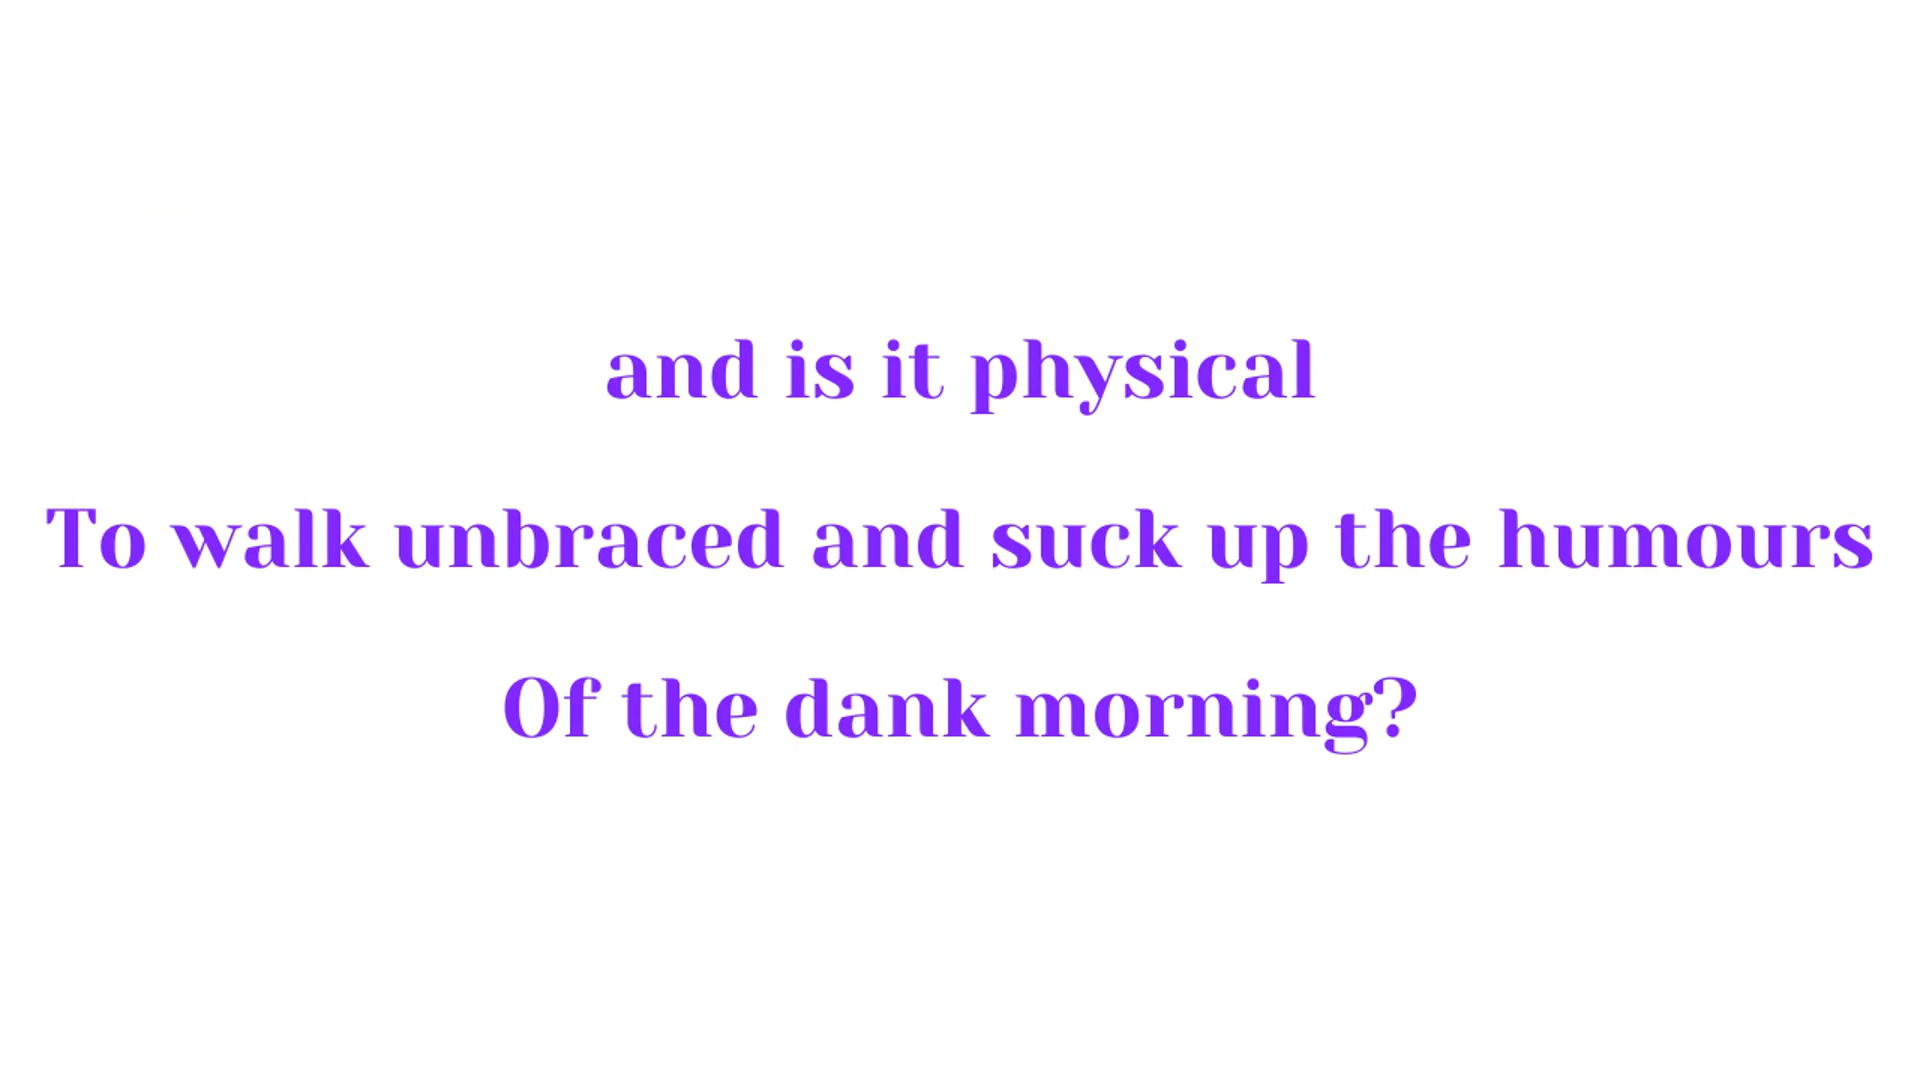 and is it physical
To walk unbraced and suck up the humours
Of the dank morning?